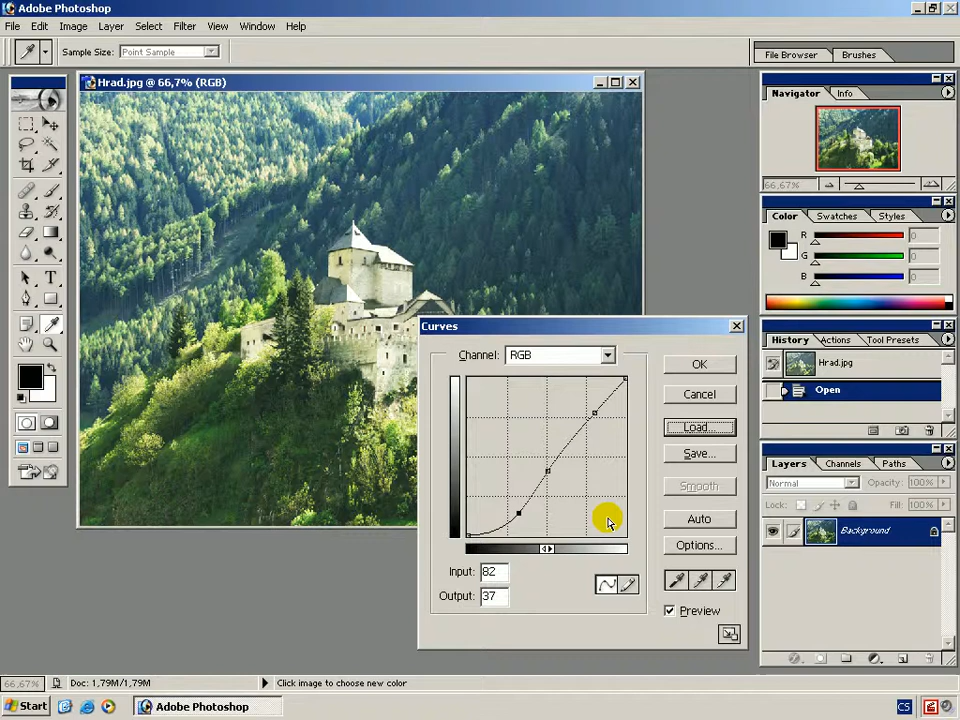 Adobe Photoshop
File Edit Image Layer Select Filter View Window Help
Sample Size: Point Sample
File Browser Brushes
Hrad.jpg @ 66,7% (RGB)
Navigator Info
66,67%
Color Swatches Styles
R 0
G 0
B 0
History Actions Tool Presets
Hrad.jpg
Open
Layers Channels Paths
Normal Opacity: 100%
Lock: Fill: 100%
Background
Curves
Channel: RGB
OK
Cancel
Load...
Save...
Smooth
Auto
Options...
Input: 82
Output: 37
Preview
T
66,67% Doc: 1,79M/1,79M Click image to choose new color
Start Adobe Photoshop CS